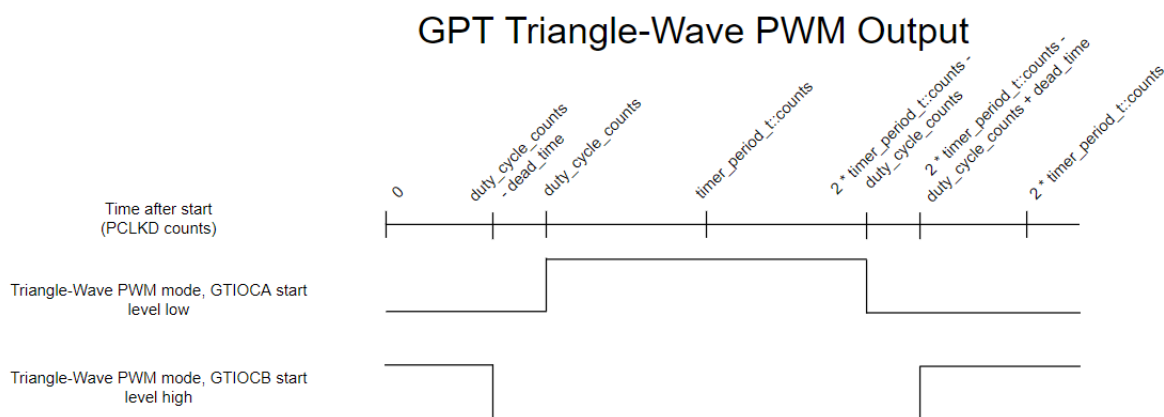 GPT Triangle-Wave PWM Output
0
duty_cycle_counts
- dead_time
duty_cycle_counts
timer_period_t::counts
2 * timer_period_t::counts -
duty_cycle_counts
2 * timer_period_t::counts -
duty_cycle_counts + dead_time
2 * timer_period_t::counts
Time after start
(PCLKD counts)
Triangle-Wave PWM mode, GTIOCA start
level low
Triangle-Wave PWM mode, GTIOCB start
level high